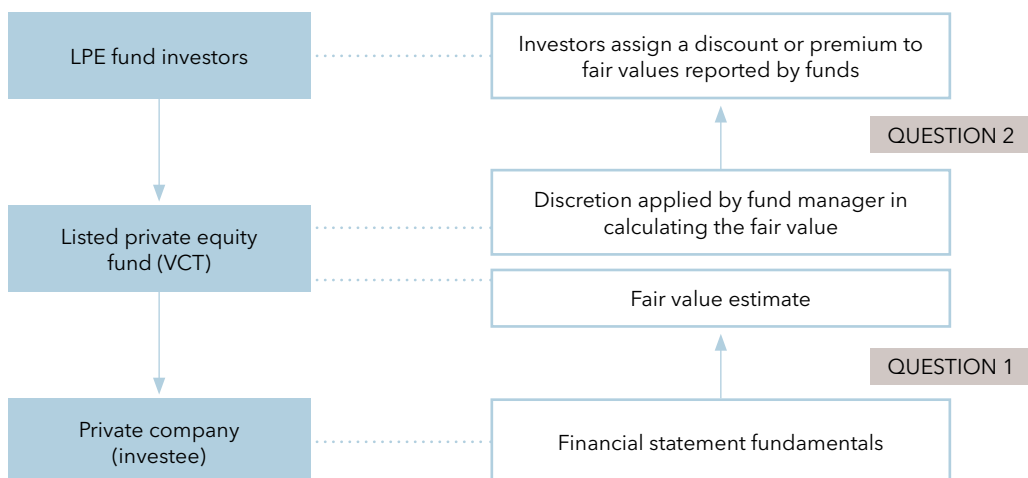 LPE fund investors
Investors assign a discount or premium to
fair values reported by funds
QUESTION 2
Listed private equity
fund (VCT)
Discretion applied by fund manager in
calculating the fair value
Fair value estimate
QUESTION 1
Private company
(investee)
Financial statement fundamentals